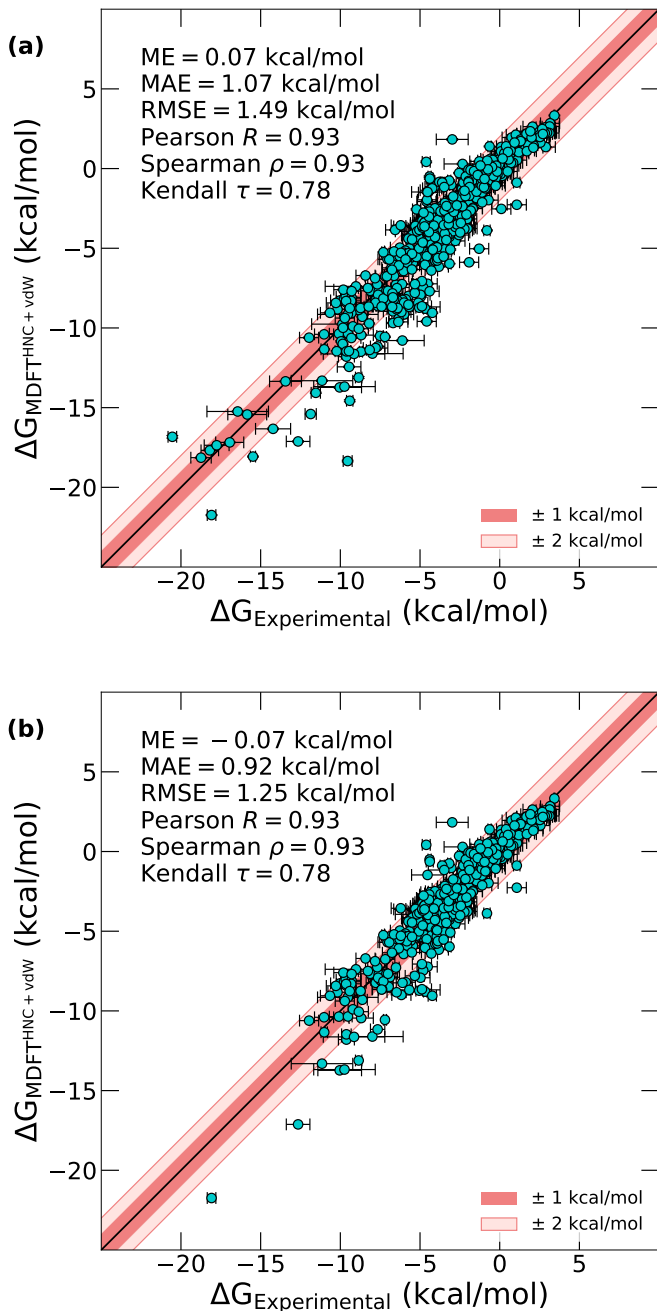 (a)
ME = 0.07 kcal/mol
MAE = 1.07 kcal/mol
RMSE = 1.49 kcal/mol
Pearson R = 0.93
Spearman ρ = 0.93
Kendall τ = 0.78
ΔG_MDFT^HNC + vdW (kcal/mol)
5
0
−5
−10
−15
−20
± 1 kcal/mol
± 2 kcal/mol
−20 −15 −10 −5 0 5
ΔG_Experimental (kcal/mol)
(b)
ME = −0.07 kcal/mol
MAE = 0.92 kcal/mol
RMSE = 1.25 kcal/mol
Pearson R = 0.93
Spearman ρ = 0.93
Kendall τ = 0.78
ΔG_MDFT^HNC + vdW (kcal/mol)
5
0
−5
−10
−15
−20
± 1 kcal/mol
± 2 kcal/mol
−20 −15 −10 −5 0 5
ΔG_Experimental (kcal/mol)